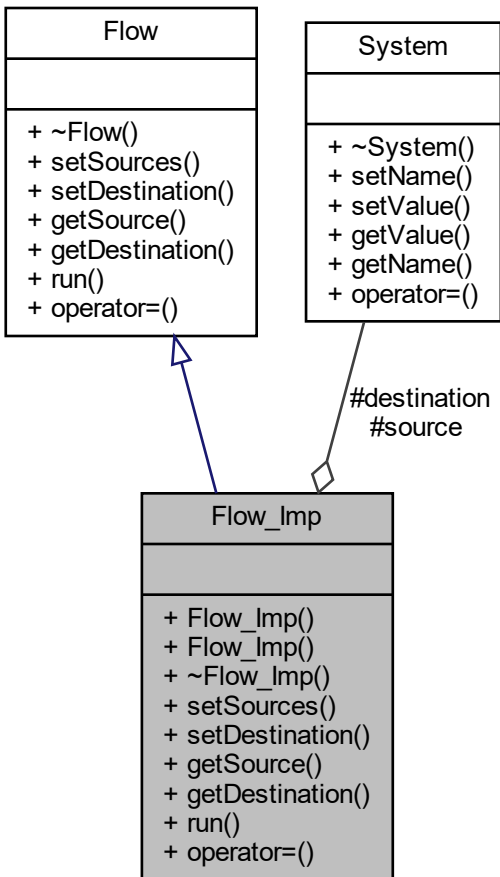 Flow
+ ~Flow()
+ setSources()
+ setDestination()
+ getSource()
+ getDestination()
+ run()
+ operator=()
System
+ ~System()
+ setName()
+ setValue()
+ getValue()
+ getName()
+ operator=()
#destination
#source
Flow_Imp
+ Flow_Imp()
+ Flow_Imp()
+ ~Flow_Imp()
+ setSources()
+ setDestination()
+ getSource()
+ getDestination()
+ run()
+ operator=()